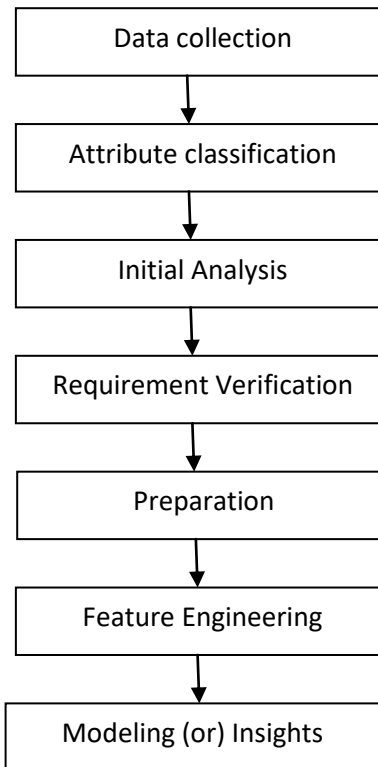 Data collection
Attribute classification
Initial Analysis
Requirement Verification
Preparation
Feature Engineering
Modeling (or) Insights